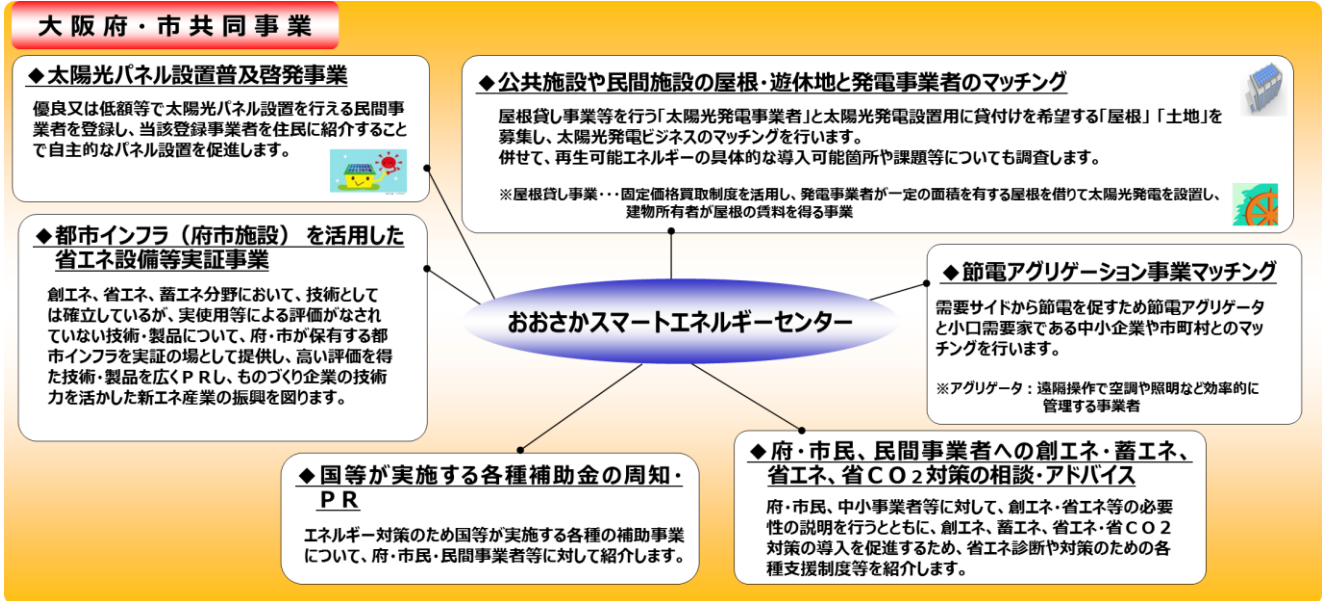 大阪府・市共同事業
◆太陽光パネル設置普及啓発事業
優良又は低額等で太陽光パネル設置を行える民間事
業者を登録し、当該登録事業者を住民に紹介すること
で自主的なパネル設置を促進します。
◆公共施設や民間施設の屋根・遊休地と発電事業者のマッチング
屋根貸し事業等を行う「太陽光発電事業者」と太陽光発電設置用に貸付けを希望する「屋根」「土地」を
募集し、太陽光発電ビジネスのマッチングを行います。
併せて、再生可能エネルギーの具体的な導入可能箇所や課題等についても調査します。
※屋根貸し事業・・・固定価格買取制度を活用し、発電事業者が一定の面積を有する屋根を借りて太陽光発電を設置し、
建物所有者が屋根の賃料を得る事業
◆都市インフラ（府市施設） を活用した
省エネ設備等実証事業
創エネ、省エネ、蓄エネ分野において、技術として
は確立しているが、実使用等による評価がなされ
ていない技術・製品について、府・市が保有する都
市インフラを実証の場として提供し、高い評価を得
た技術・製品を広くＰＲし、ものづくり企業の技術
力を活かした新エネ産業の振興を図ります。
おおさかスマートエネルギーセンター
◆節電アグリゲーション事業マッチング
需要サイドから節電を促すため節電アグリゲータ
と小口需要家である中小企業や市町村とのマッ
チングを行います。
※アグリゲータ：遠隔操作で空調や照明など効率的に
管理する事業者
◆国等が実施する各種補助金の周知・
ＰＲ
エネルギー対策のため国等が実施する各種の補助事業
について、府・市民・民間事業者等に対して紹介します。
◆府・市民、民間事業者への創エネ・蓄エネ、
省エネ、省ＣＯ２対策の相談・アドバイス
府・市民、中小事業者等に対して、創エネ・省エネ等の必要
性の説明を行うとともに、創エネ、蓄エネ、省エネ・省ＣＯ２
対策の導入を促進するため、省エネ診断や対策のための各
種支援制度等を紹介します。